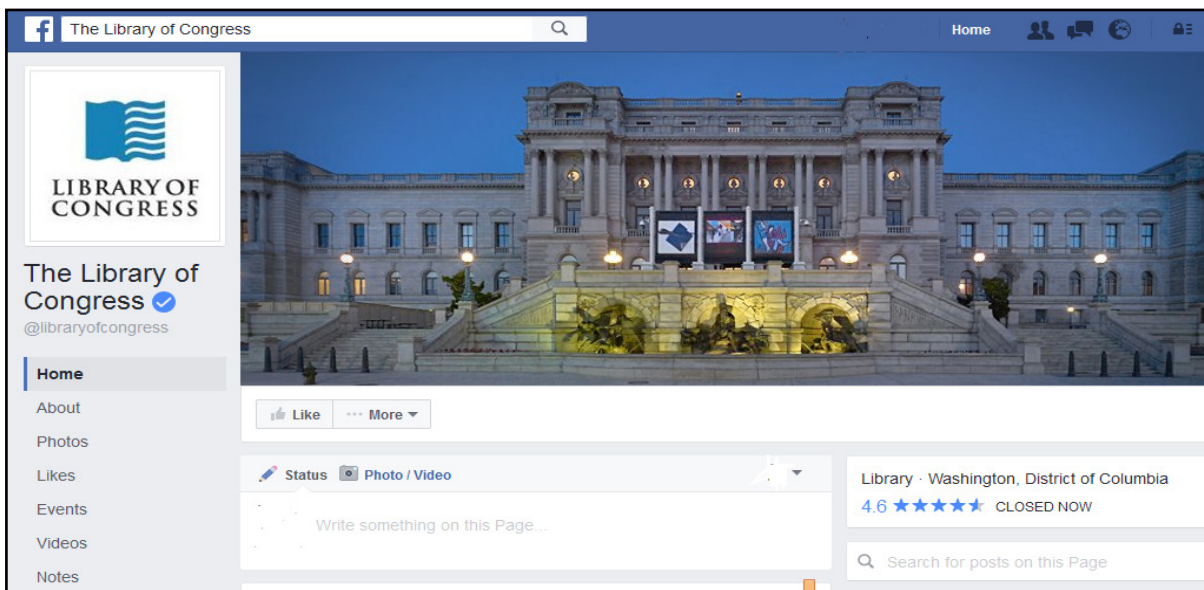 The Library of Congress
Home
LIBRARY OF
CONGRESS
The Library of
Congress
@libraryofcongress
Home
About
Photos
Likes
Events
Videos
Notes
Like
More
Status Photo / Video
Write something on this Page...
Library · Washington, District of Columbia
4.6 CLOSED NOW
Search for posts on this Page